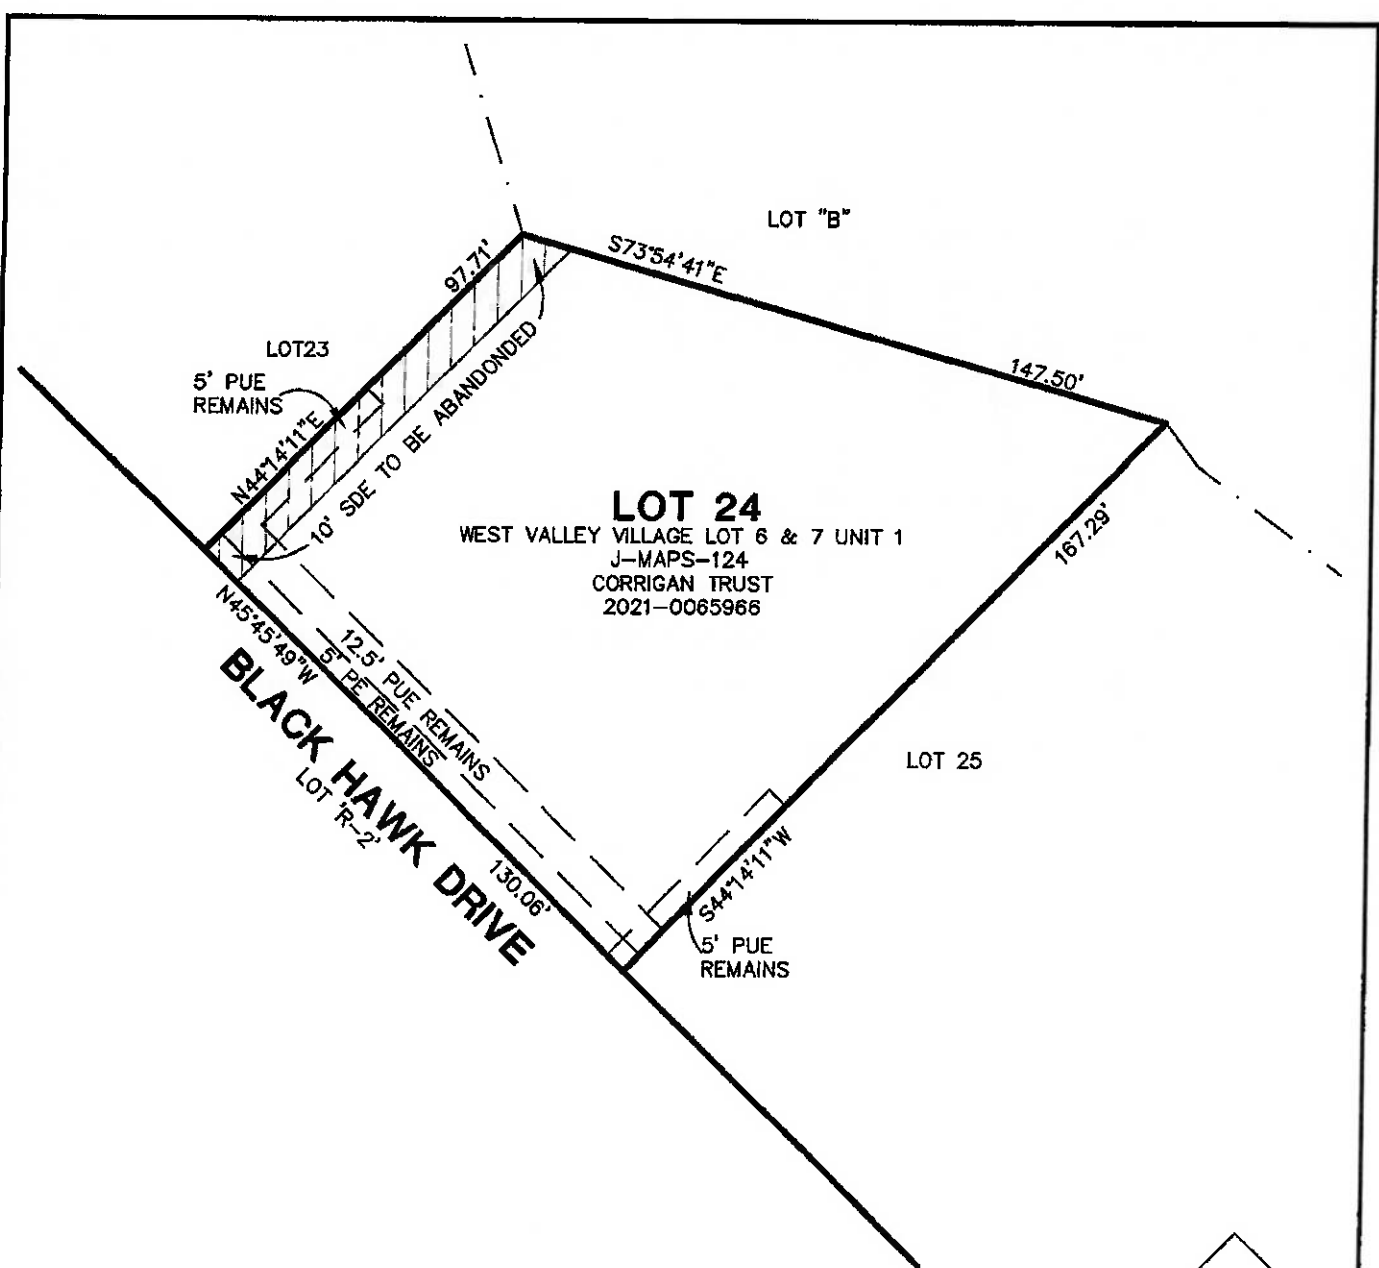 LOT "B"
S73°54'41"E
147.50'
97.71'
LOT23
5' PUE
REMAINS
N44°14'11"E
10' SDE TO BE ABANDONDED
LOT 24
WEST VALLEY VILLAGE LOT 6 & 7 UNIT 1
J-MAPS-124
CORRIGAN TRUST
2021-0065966
167.29'
N45°45'49"W
12.5' PUE REMAINS
5' PE REMAINS
BLACK HAWK DRIVE
LOT 'R-2'
130.06'
LOT 25
S44°14'11"W
5' PUE
REMAINS